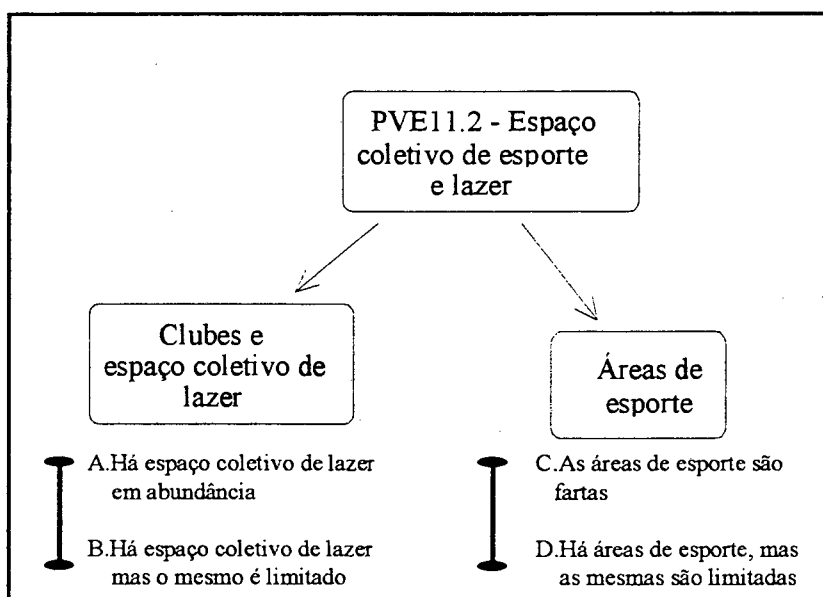 PVE11.2 - Espaço
coletivo de esporte
e lazer
Clubes e
espaço coletivo de
lazer
Áreas de
esporte
A.Há espaço coletivo de lazer
em abundância
B.Há espaço coletivo de lazer
mas o mesmo é limitado
C.As áreas de esporte são
fartas
D.Há áreas de esporte, mas
as mesmas são limitadas